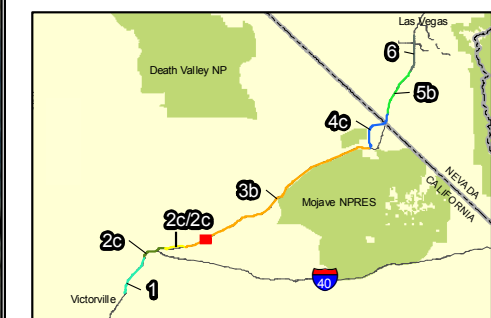 Las Vegas
6
Death Valley NP
5b
4c
NEVADA
CALIFORNIA
3b
Mojave NPRES
2c/2c
2c
40
1
Victorville